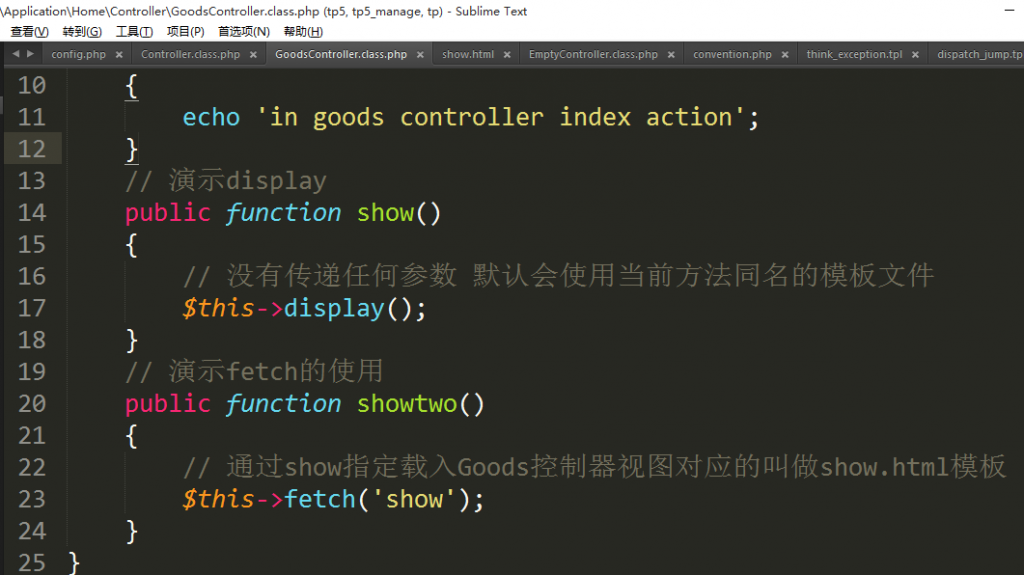 \Application\Home\Controller\GoodsController.class.php (tp5, tp5_manage, tp) - Sublime Text
查看(V) 转到(G) 工具(T) 项目(P) 首选项(N) 帮助(H)
config.php × Controller.class.php × GoodsController.class.php × show.html × EmptyController.class.php × convention.php × think_exception.tpl × dispatch_jump.tp
10 {
11 echo 'in goods controller index action';
12 }
13 // 演示display
14 public function show()
15 {
16 // 没有传递任何参数 默认会使用当前方法同名的模板文件
17 $this->display();
18 }
19 // 演示fetch的使用
20 public function showtwo()
21 {
22 // 通过show指定载入Goods控制器视图对应的叫做show.html模板
23 $this->fetch('show');
24 }
25 }